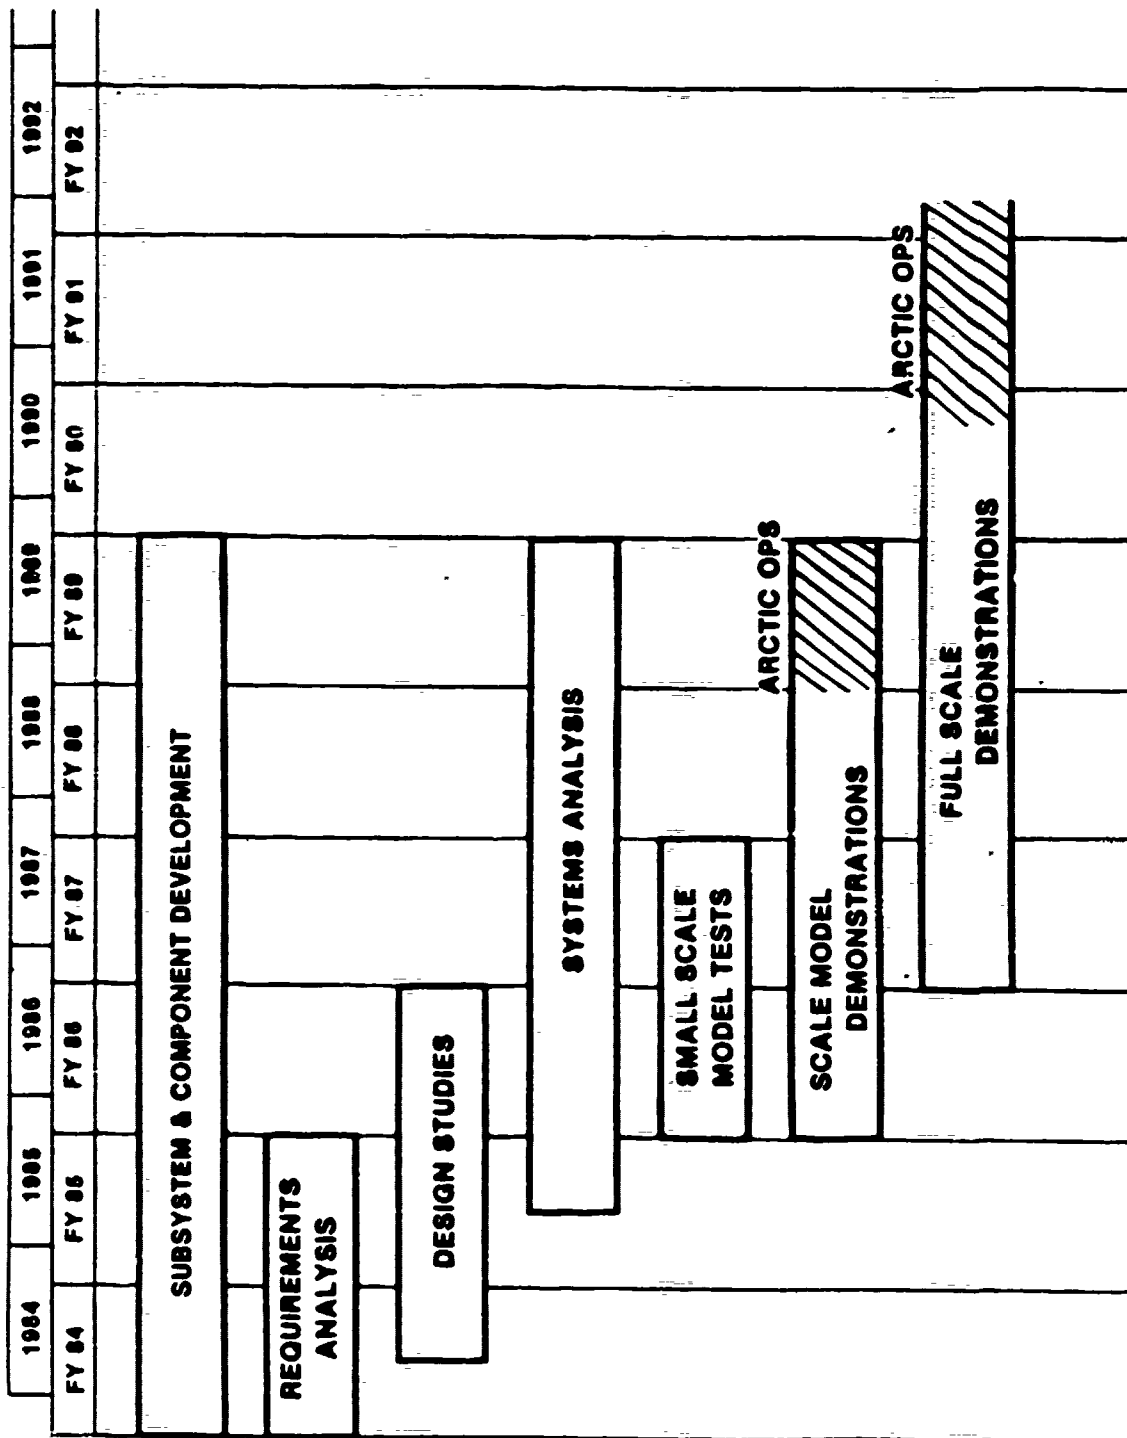 1984 1985 1986 1987 1988 1989 1990 1991 1992
FY 84 FY 85 FY 86 FY 87 FY 88 FY 89 FY 90 FY 91 FY 92
SUBSYSTEM & COMPONENT DEVELOPMENT
REQUIREMENTS
ANALYSIS
DESIGN STUDIES
SYSTEMS ANALYSIS
SMALL SCALE
MODEL TESTS
ARCTIC OPS
SCALE MODEL
DEMONSTRATIONS
ARCTIC OPS
FULL SCALE
DEMONSTRATIONS